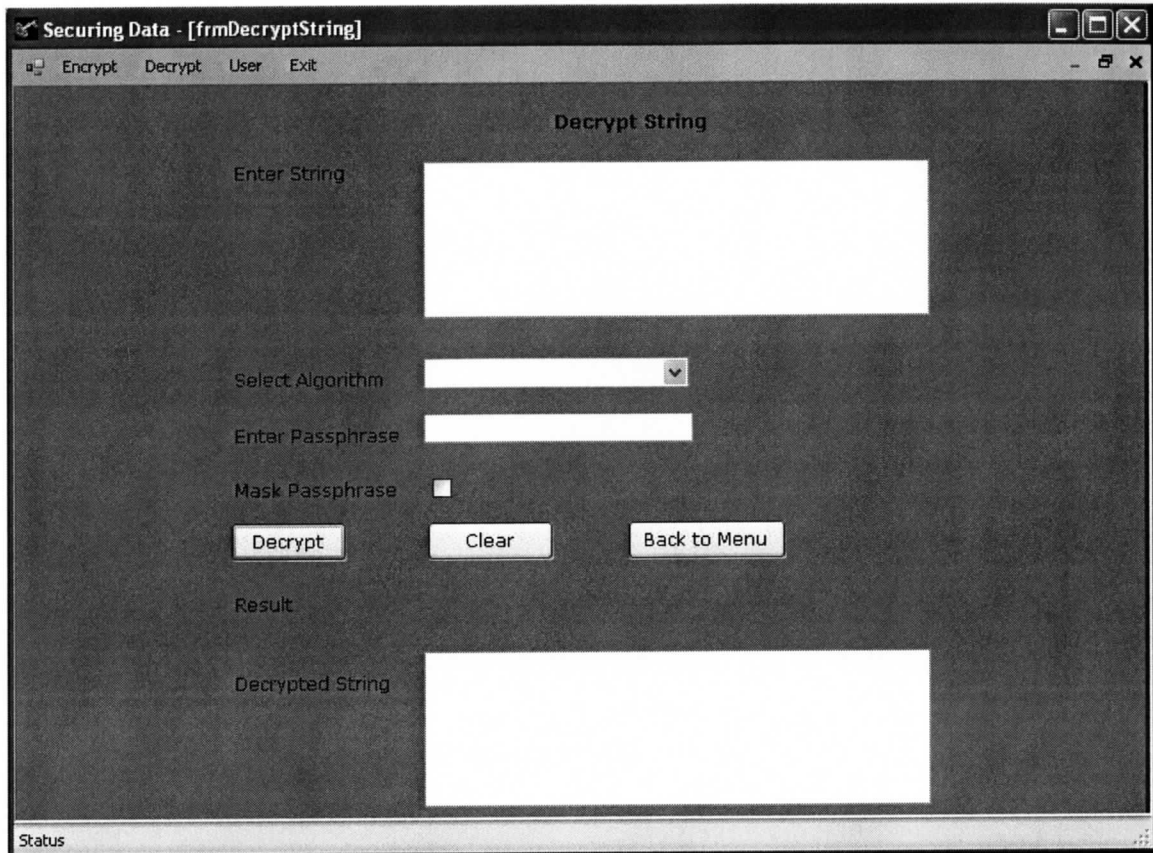 Securing Data - [frmDecryptString]
Encrypt Decrypt User Exit
Decrypt String
Enter String
Select Algorithm
Enter Passphrase
Mask Passphrase
Decrypt Clear Back to Menu
Result
Decrypted String
Status